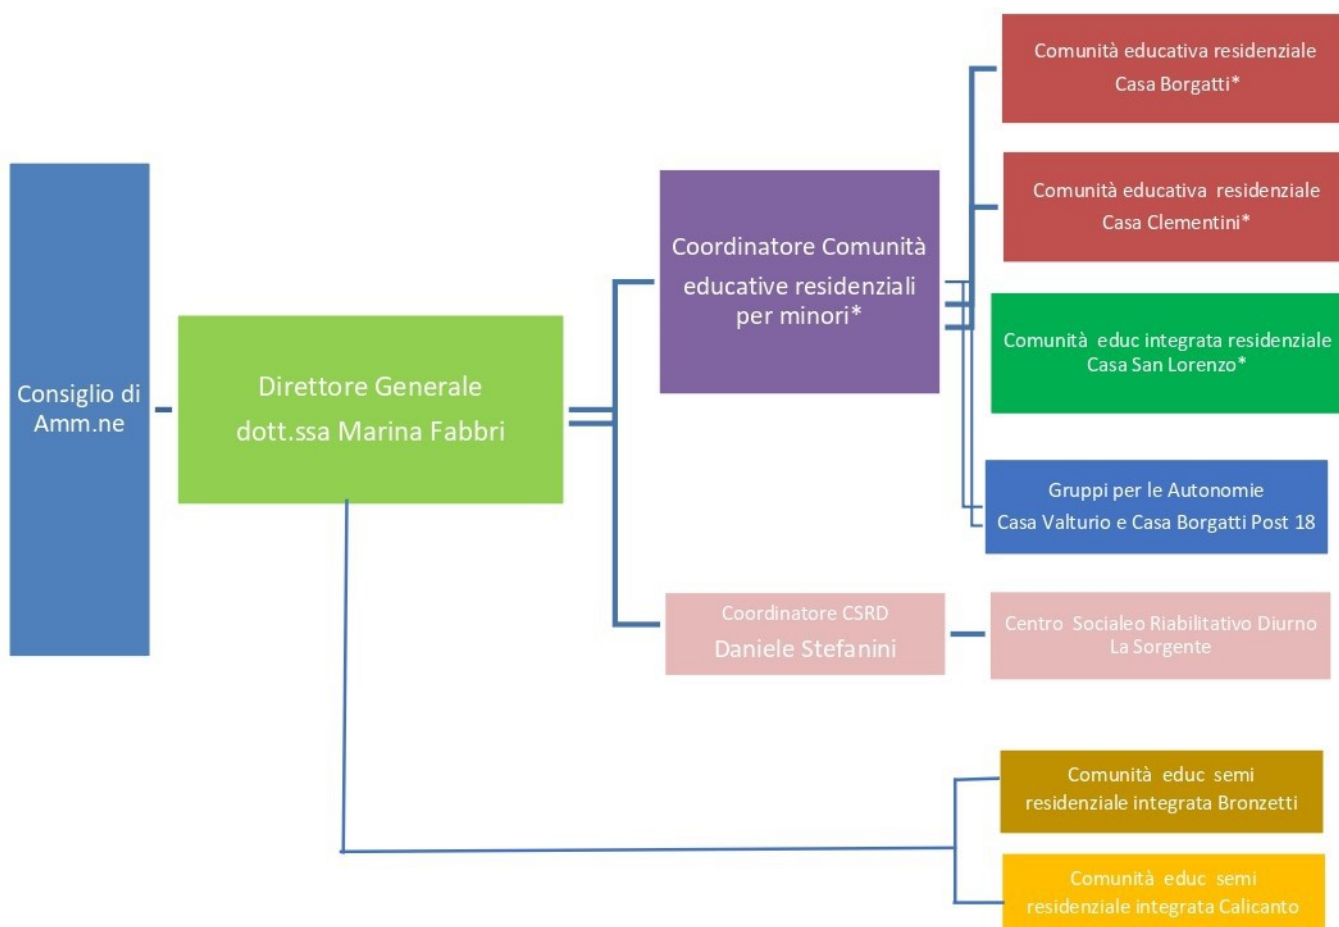 Consiglio di
Amm.ne
Direttore Generale
dott.ssa Marina Fabbri
Coordinatore Comunità
educative residenziali
per minori*
Comunità educativa residenziale
Casa Borgatti*
Comunità educativa residenziale
Casa Clementini*
Comunità educ integrata residenziale
Casa San Lorenzo*
Gruppi per le Autonomie
Casa Valturio e Casa Borgatti Post 18
Coordinatore CSRD
Daniele Stefanini
Centro Socialeo Riabilitativo Diurno
La Sorgente
Comunità educ semi
residenziale integrata Bronzetti
Comunità educ semi
residenziale integrata Calicanto